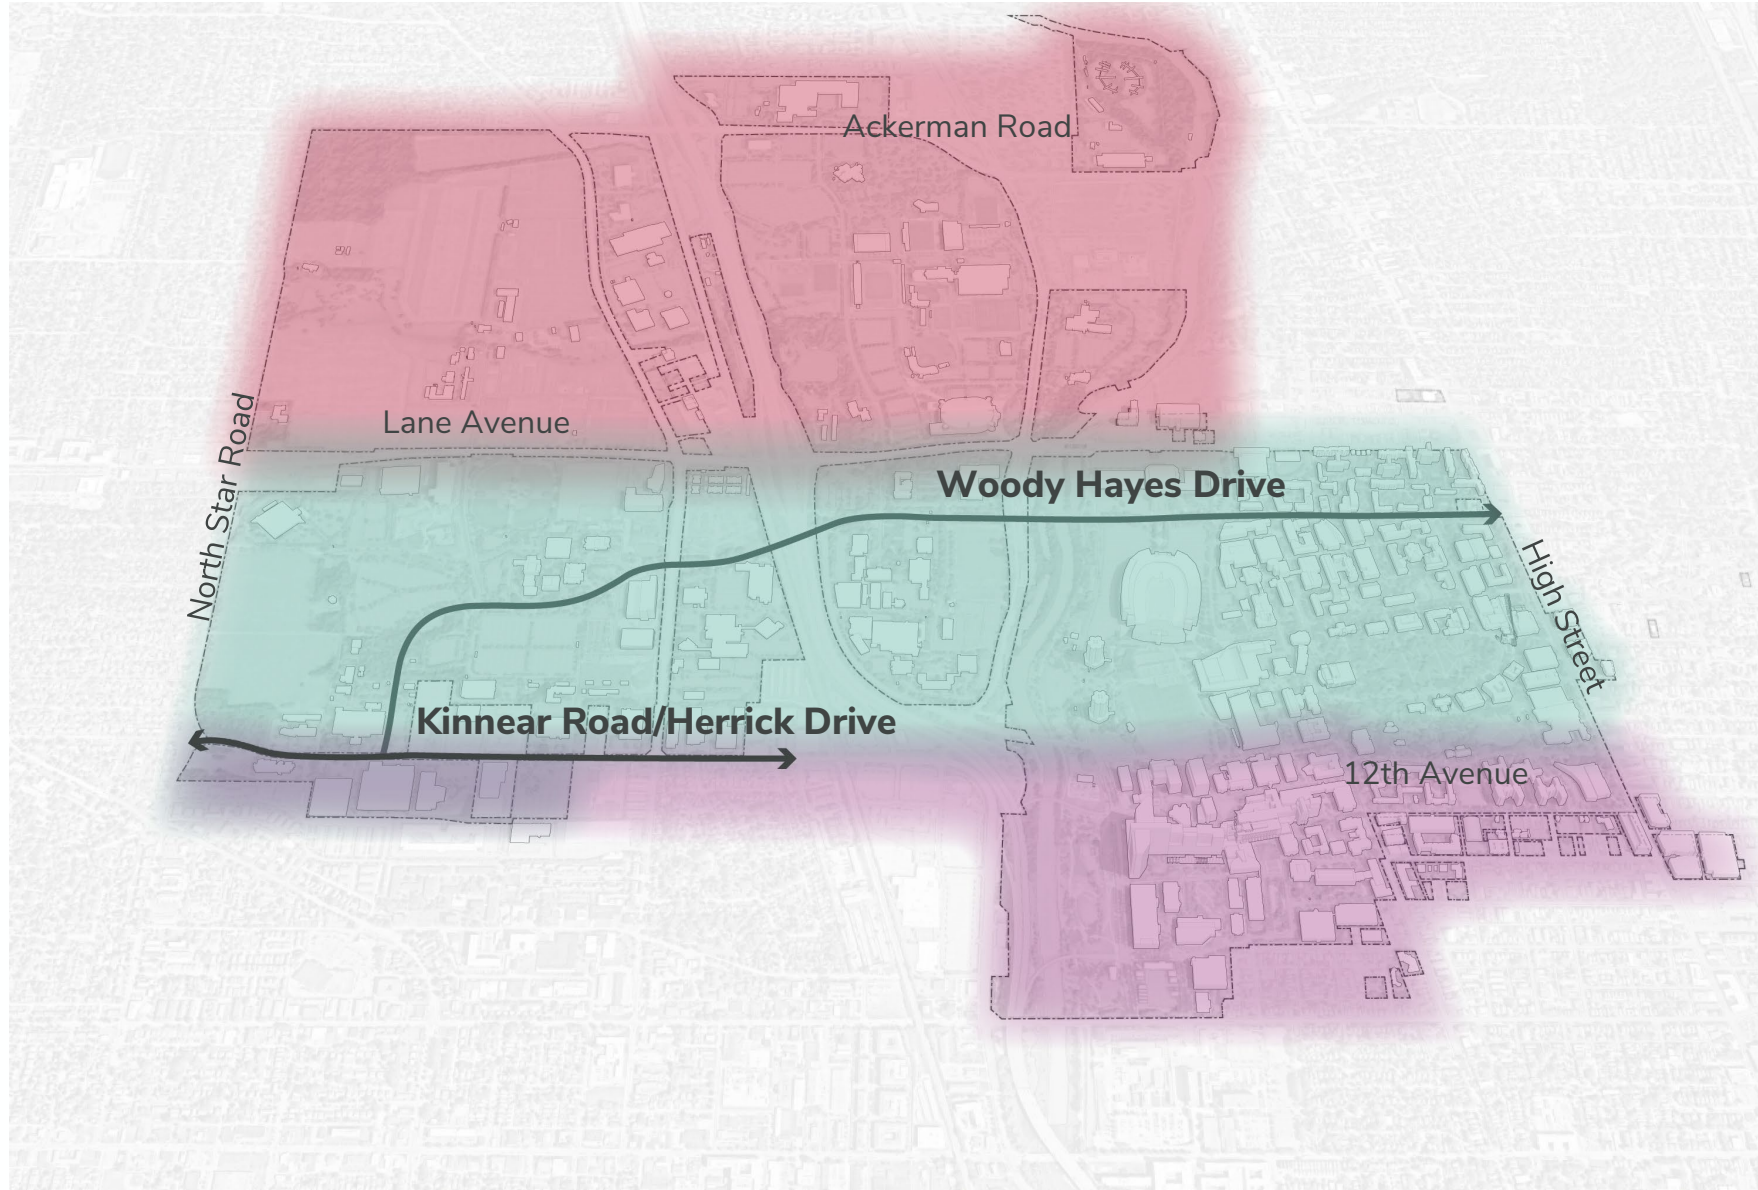 Ackerman Road
Lane Avenue
North Star Road
Woody Hayes Drive
High Street
Kinnear Road/Herrick Drive
12th Avenue